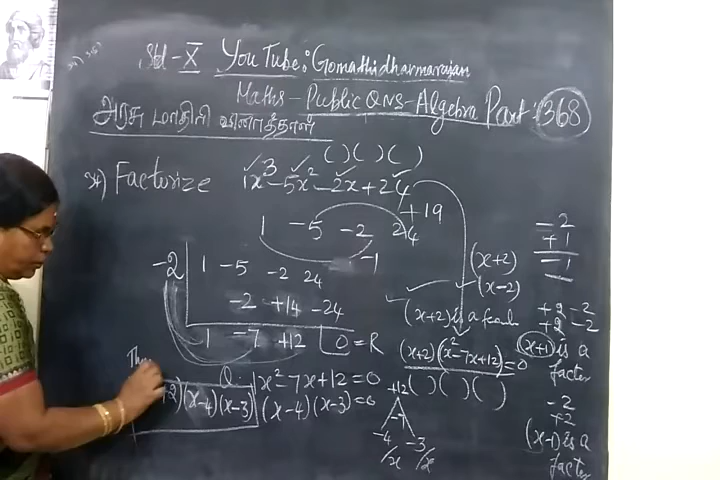 Std - X YouTube: Gomathidharmarajan
Maths - Public QNS - Algebra Part: 368
அரசு மாதிரி வினாத்தாள்
( ) ( ) ( )
Factorize 1x³ - 5x² - 2x + 24
+19
1 -5 -2 24
-1
-2 | 1 -5 -2 24
-2 +14 -24
1 -7 +12 | 0 = R
x² - 7x + 12 = 0
(x-4)(x-3) = 0
2)(x-4)(x-3)
(x+2)
(x-2)
(x+2) is a
(x+2)(x² - 7x + 12) = 0
( ) ( ) ( )
+12
-7
-4 -3
/x /x
-2
+1
-1
+2 -2
+2 -2
(x+1) is a
factor
-2
+2
(x-1) is a
factor